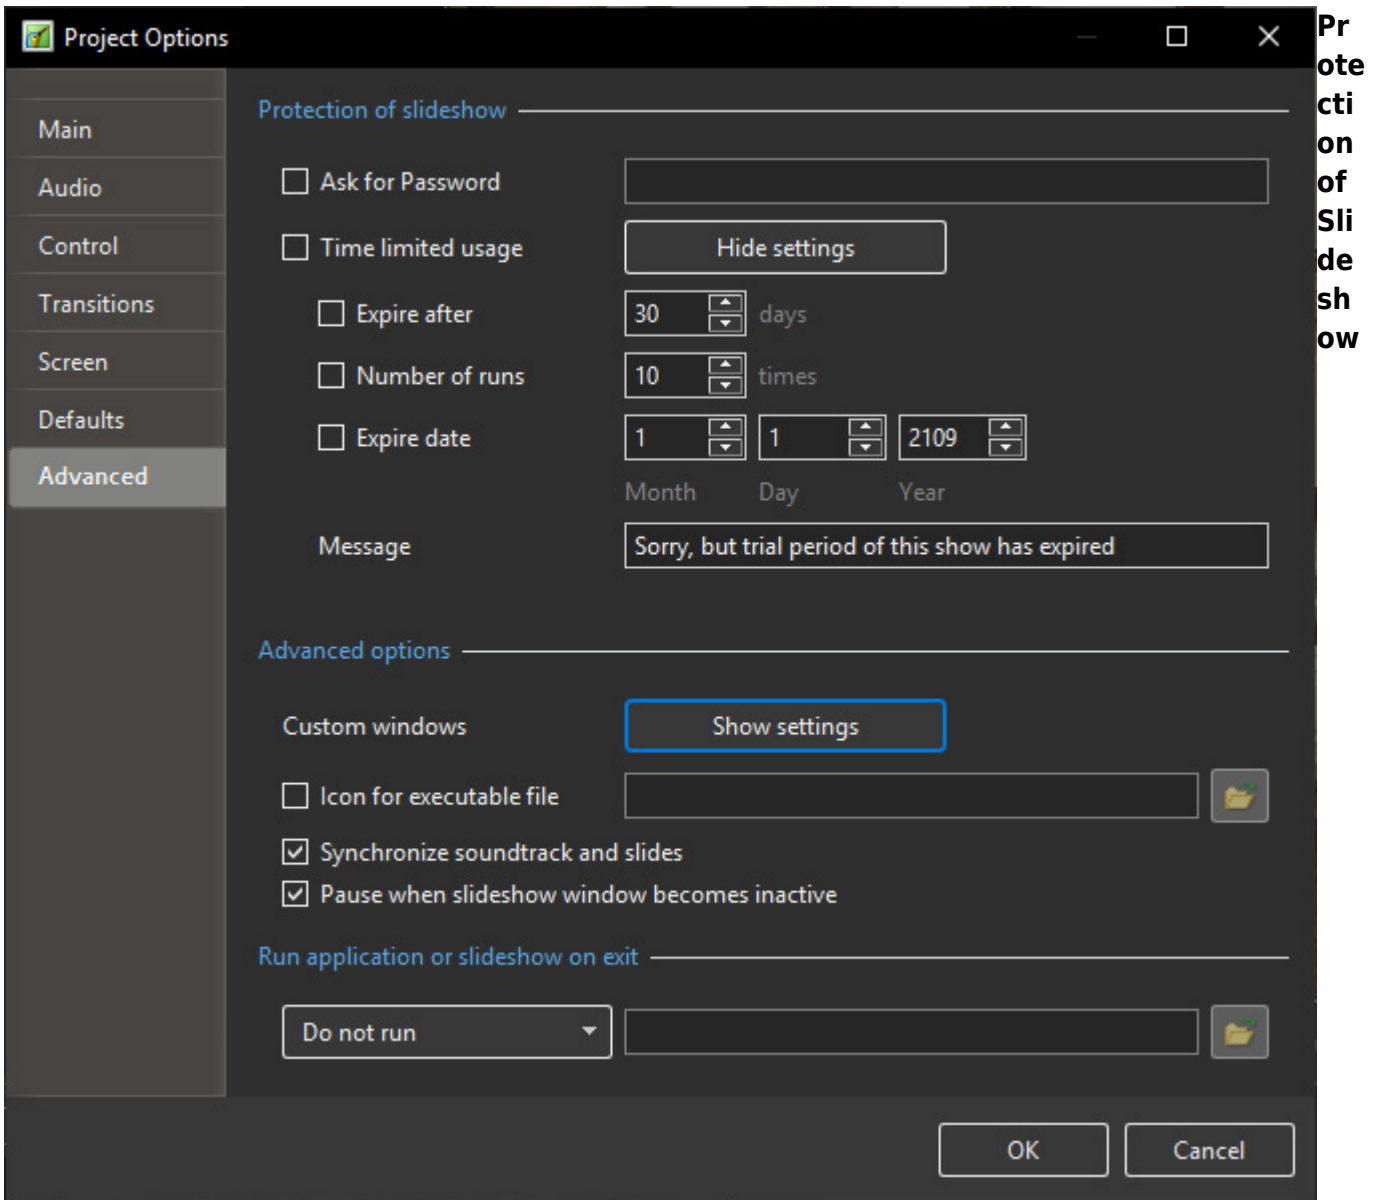 Project Options
Main
Audio
Control
Transitions
Screen
Defaults
Advanced
Protection of slideshow
Ask for Password
Time limited usage
Hide settings
Expire after
30
days
Number of runs
10
times
Expire date
1
1
2109
Month
Day
Year
Message
Sorry, but trial period of this show has expired
Advanced options
Custom windows
Show settings
Icon for executable file
Synchronize soundtrack and slides
Pause when slideshow window becomes inactive
Run application or slideshow on exit
Do not run
OK
Cancel
Pr
ote
cti
on
of
Sli
de
sh
ow